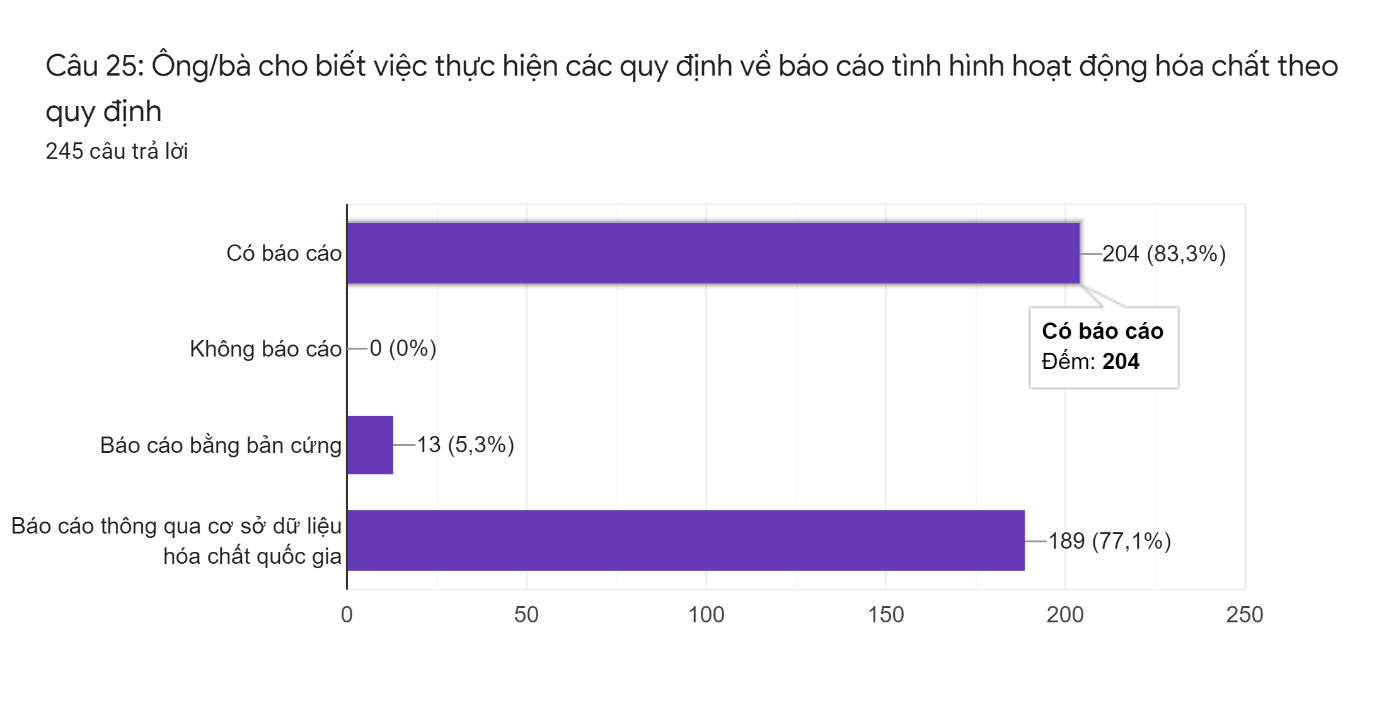 Câu 25: Ông/bà cho biết việc thực hiện các quy định về báo cáo tình hình hoạt động hóa chất theo
quy định
245 câu trả lời
Có báo cáo
204 (83,3%)
Có báo cáo
Đếm: 204
Không báo cáo
0 (0%)
Báo cáo bằng bản cứng
13 (5,3%)
Báo cáo thông qua cơ sở dữ liệu
hóa chất quốc gia
189 (77,1%)
0 50 100 150 200 250